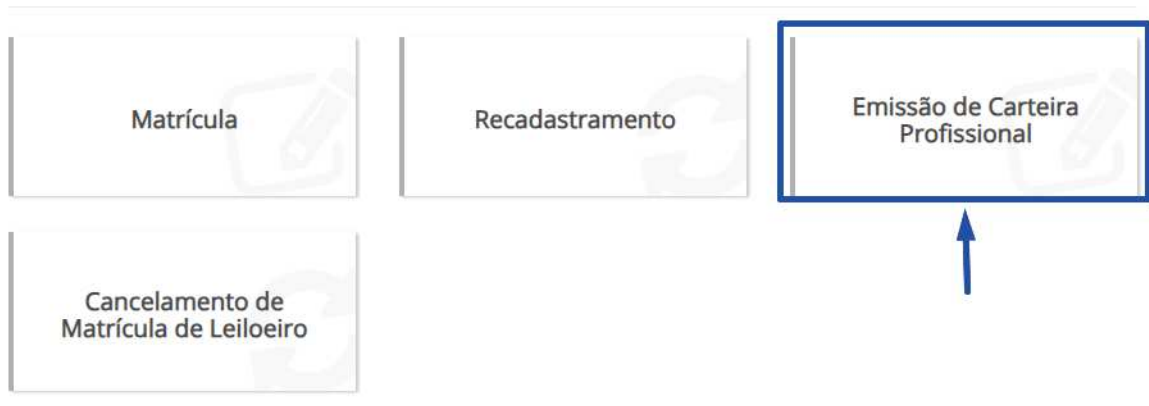 Matrícula
Recadastramento
Emissão de Carteira
Profissional
Cancelamento de
Matrícula de Leiloeiro